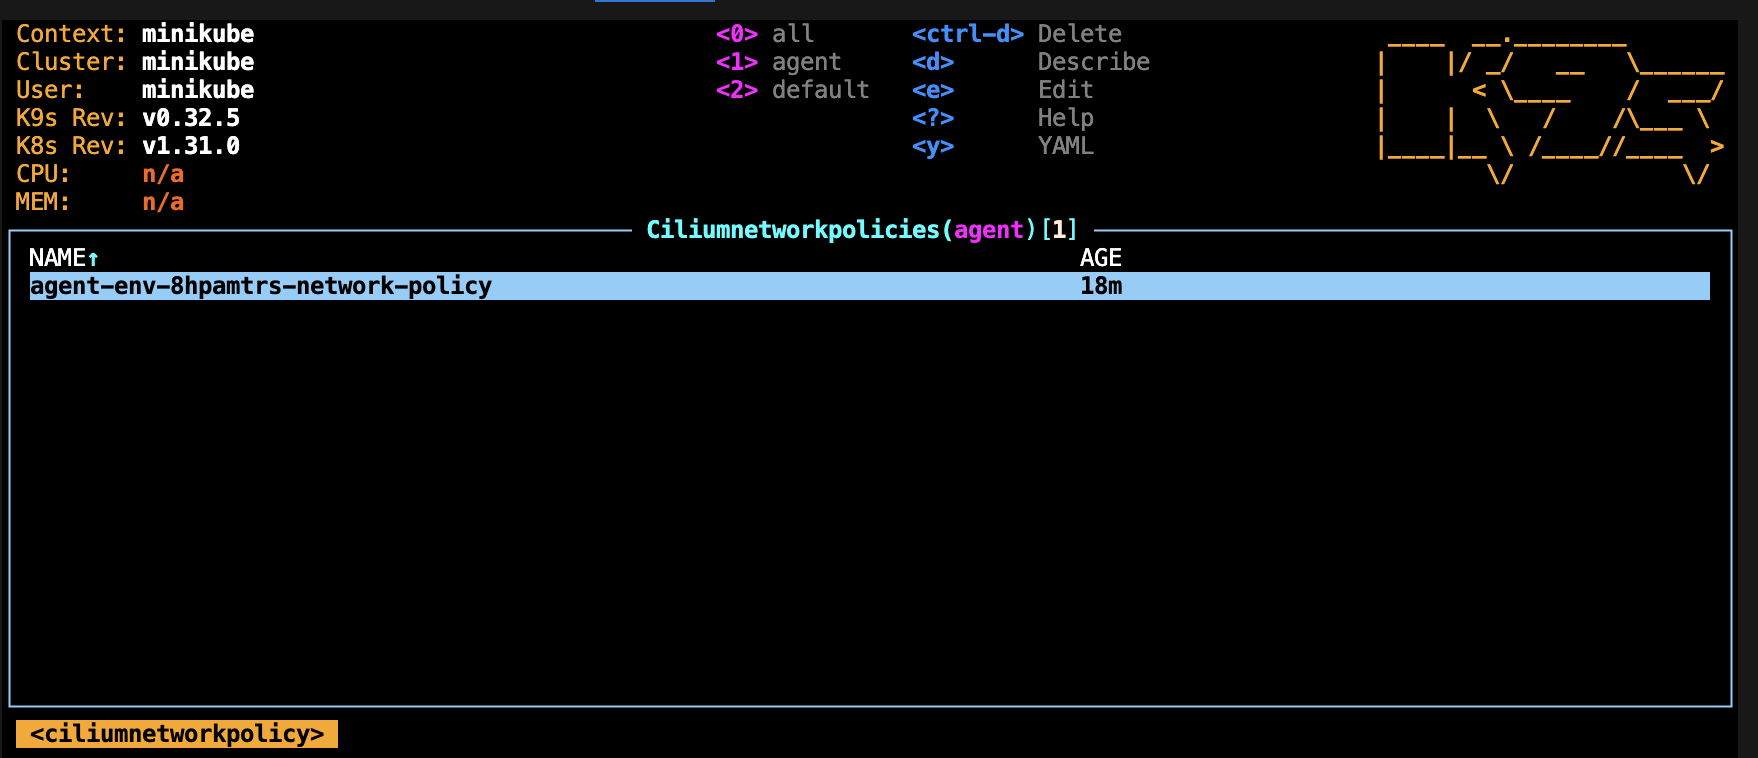 Context: minikube <0> all <ctrl-d> Delete
Cluster: minikube <1> agent <d> Describe
User: minikube <2> default <e> Edit
K9s Rev: v0.32.5 <?> Help
K8s Rev: v1.31.0 <y> YAML
CPU: n/a
MEM: n/a
Ciliumnetworkpolicies(agent)[1]
NAME↑ AGE
agent-env-8hpamtrs-network-policy 18m
<ciliumnetworkpolicy>